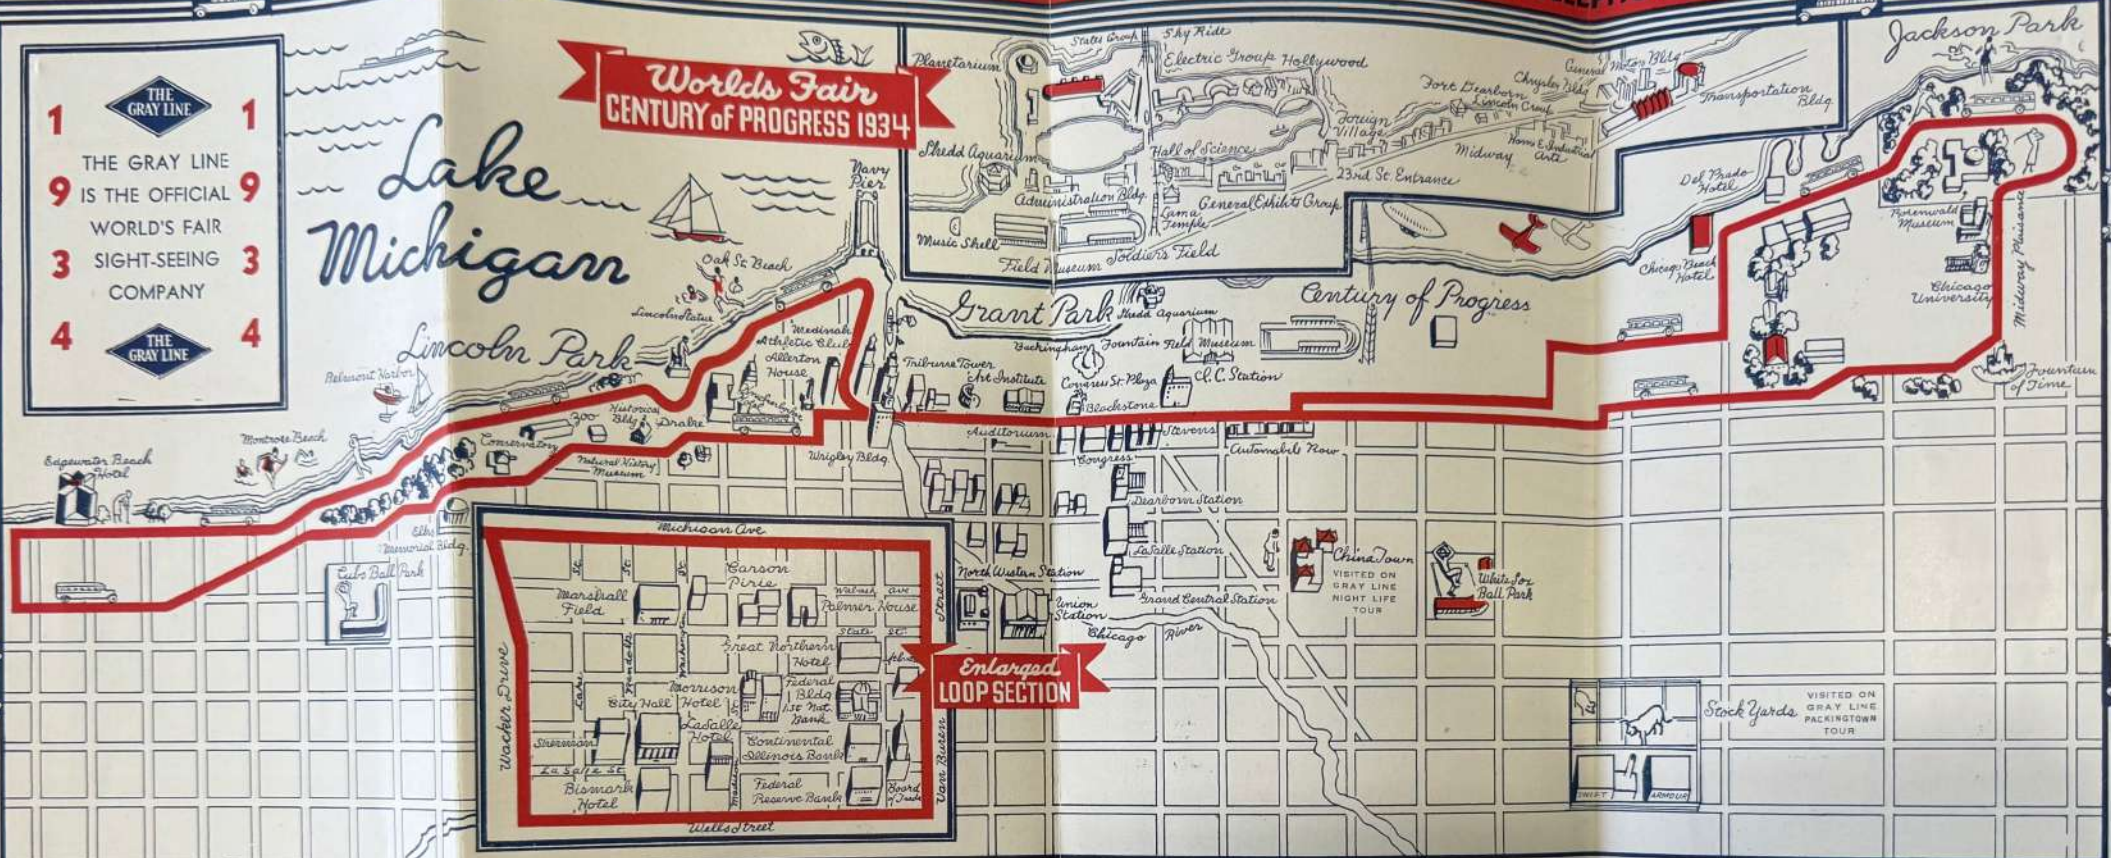 1 THE GRAY LINE 1
THE GRAY LINE
9 IS THE OFFICIAL 9
WORLD'S FAIR
3 SIGHT-SEEING 3
COMPANY
4 THE GRAY LINE 4
Lake
Michigan
Worlds Fair
CENTURY of PROGRESS 1934
Navy
Pier
Planetarium
States Group
Sky Ride
Electric Group
Hollywood
Shedd Aquarium
Hall of Science
Foreign
Village
Fort Dearborn
Lincoln Group
Chrysler Bldg
General Motors Bldg
Transportation
Bldg.
Midway
Home & Industrial
Arts
23rd St. Entrance
Administration Bldg.
General Exhibits Group
Lama
Temple
Music Shell
Field Museum
Soldiers Field
Jackson Park
Del Prado
Hotel
Rosenwald
Museum
Chicago Beach
Hotel
Chicago
University
Midway Plaisance
Fountain
of Time
Oak St. Beach
Lincoln Statue
Lincoln Park
Belmont Harbor
Montrose Beach
Edgewater Beach
Hotel
Medinah
Athletic Club
Allerton
House
Drake
Zoo
Historical
Bldg
Conservatory
Natural History
Museum
Elks
Memorial Bldg.
Cubs Ball Park
Wrigley Bldg.
Tribune Tower
Art Institute
Grant Park
Shedd Aquarium
Buckingham Fountain
Field Museum
Congress St. Plaza
I.C. Station
Blackstone
Century of Progress
Auditorium
Congress
Stevens
Automobile Row
Dearborn Station
LaSalle Station
Grand Central Station
North Western Station
Union
Station
Chicago River
ChinaTown
VISITED ON
GRAY LINE
NIGHT LIFE
TOUR
White Sox
Ball Park
Stock Yards
VISITED ON
GRAY LINE
PACKINGTOWN
TOUR
SWIFT
ARMOUR
Enlarged
LOOP SECTION
Michigan Ave
Wacker Drive
Van Buren Street
Wells Street
St.
St.
St.
Lake
Randolph
Washington
Madison
Wabash Ave
State St.
La Salle St
Marshall
Field
Carson
Pirie
Palmer House
Great Northern
Hotel
Morrison
Hotel
Federal
Bldg
1st Nat.
Bank
City Hall
LaSalle
Hotel
Sherman
Continental
Illinois Bank
Bismark
Hotel
Federal
Reserve Bank
Board
of Trade